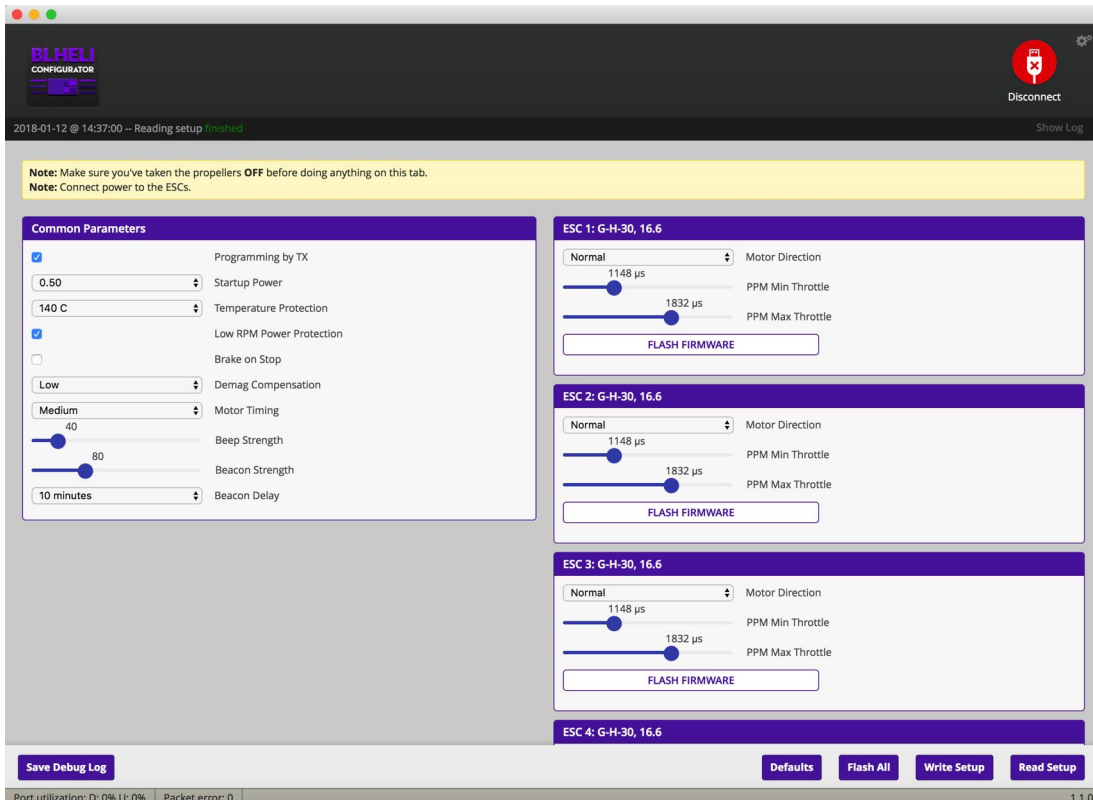 BLHELI
CONFIGURATOR
Disconnect
2018-01-12 @ 14:37:00 -- Reading setup finished
Show Log
Note: Make sure you've taken the propellers OFF before doing anything on this tab.
Note: Connect power to the ESCs.
Common Parameters
Programming by TX
0.50 Startup Power
140 C Temperature Protection
Low RPM Power Protection
Brake on Stop
Low Demag Compensation
Medium Motor Timing
40
Beep Strength
80
Beacon Strength
10 minutes Beacon Delay
ESC 1: G-H-30, 16.6
Normal Motor Direction
1148 µs
PPM Min Throttle
1832 µs
PPM Max Throttle
FLASH FIRMWARE
ESC 2: G-H-30, 16.6
Normal Motor Direction
1148 µs
PPM Min Throttle
1832 µs
PPM Max Throttle
FLASH FIRMWARE
ESC 3: G-H-30, 16.6
Normal Motor Direction
1148 µs
PPM Min Throttle
1832 µs
PPM Max Throttle
FLASH FIRMWARE
ESC 4: G-H-30, 16.6
Save Debug Log
Defaults
Flash All
Write Setup
Read Setup
Port utilization: D: 0% U: 0%
Packet error: 0
1.1.0